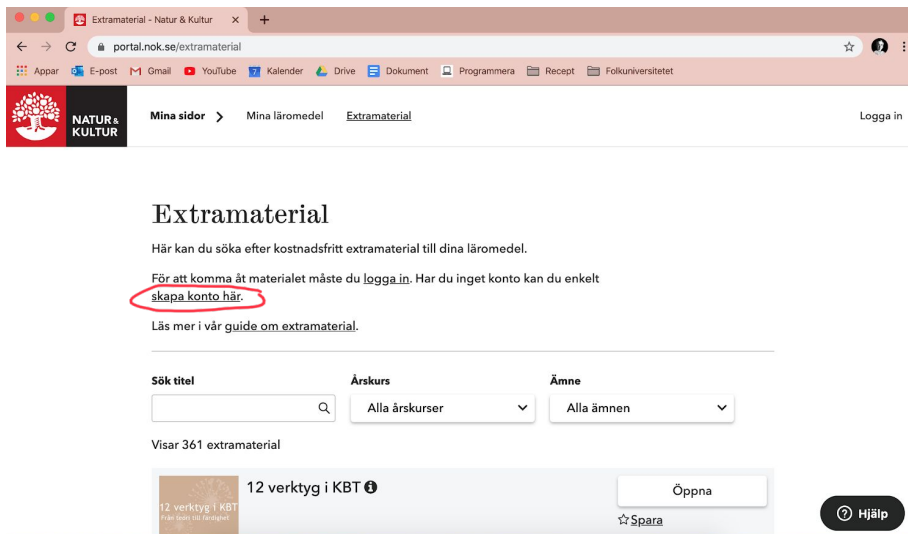 Extramaterial - Natur & Kultur
portal.nok.se/extramaterial
Appar E-post Gmail YouTube Kalender Drive Dokument Programmera Recept Folkuniversitetet
NATUR &
KULTUR
Mina sidor Mina läromedel Extramaterial Logga in
Extramaterial
Här kan du söka efter kostnadsfritt extramaterial till dina läromedel.
För att komma åt materialet måste du logga in. Har du inget konto kan du enkelt
skapa konto här.
Läs mer i vår guide om extramaterial.
Sök titel Årskurs Ämne
Alla årskurser Alla ämnen
Visar 361 extramaterial
12 verktyg i KBT Öppna
12 verktyg i KBT
Från teori till färdighet
Spara
Hjälp